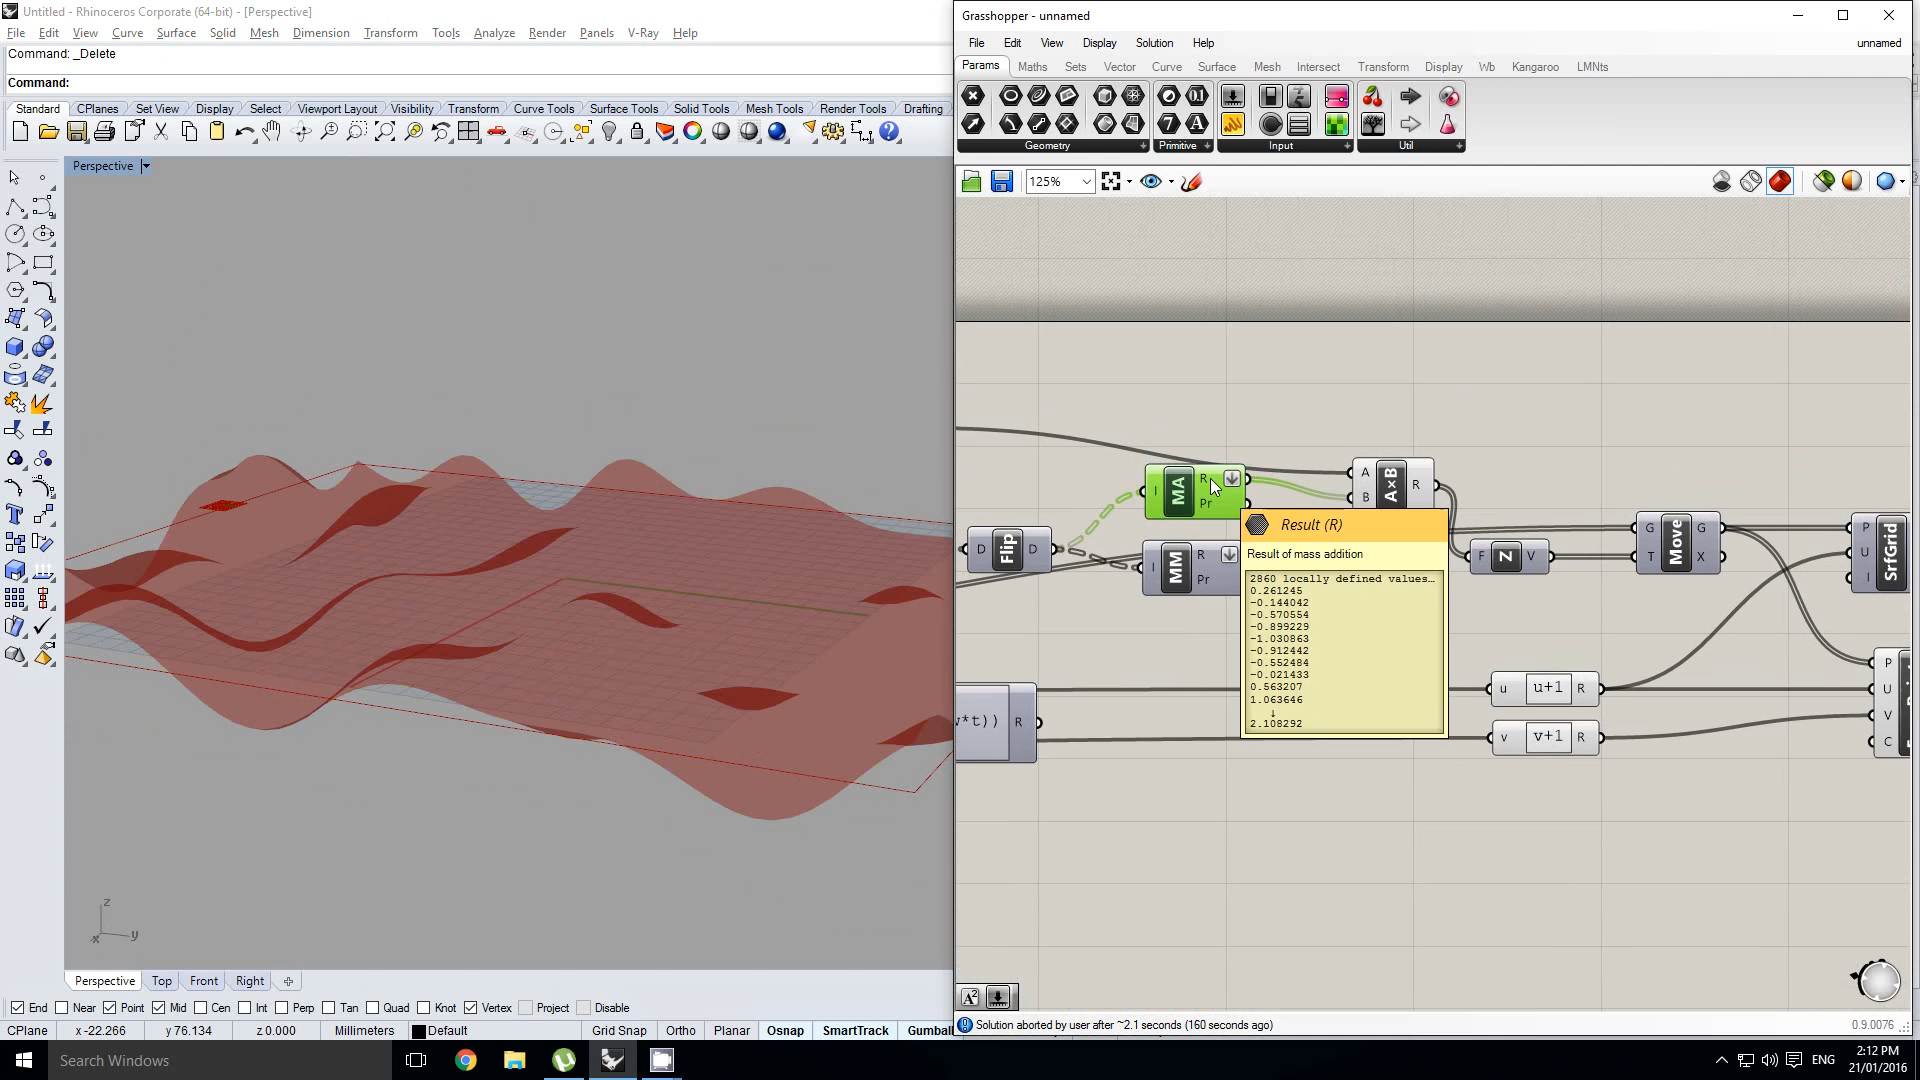 Untitled - Rhinoceros Corporate (64-bit) - [Perspective]
File Edit View Curve Surface Solid Mesh Dimension Transform Tools Analyze Render Panels V-Ray Help
Command: _Delete
Command:
Standard CPlanes Set View Display Select Viewport Layout Visibility Transform Curve Tools Surface Tools Solid Tools Mesh Tools Render Tools Drafting
Perspective
z
x y
Perspective Top Front Right
End Near Point Mid Cen Int Perp Tan Quad Knot Vertex Project Disable
CPlane x -22.266 y 76.134 z 0.000 Millimeters Default Grid Snap Ortho Planar Osnap SmartTrack Gumball
Grasshopper - unnamed
File Edit View Display Solution Help unnamed
Params Maths Sets Vector Curve Surface Mesh Intersect Transform Display Wb Kangaroo LMNts
Geometry Primitive Input Util
125%
I MA R Pr
A B A×B R
D Flip D
I MM R Pr
F Z V
G T Move G X
P U I SrfGrid
Result (R)
Result of mass addition
2860 locally defined values…
0.261245
-0.144042
-0.570554
-0.899229
-1.030863
-0.912442
-0.552484
-0.021433
0.563207
1.063646
↓
2.108292
*t)) R
u u+1 R
v v+1 R
P
U
V
C
Solution aborted by user after ~2.1 seconds (160 seconds ago)
0.9.0076
Search Windows
ENG
2:12 PM
21/01/2016